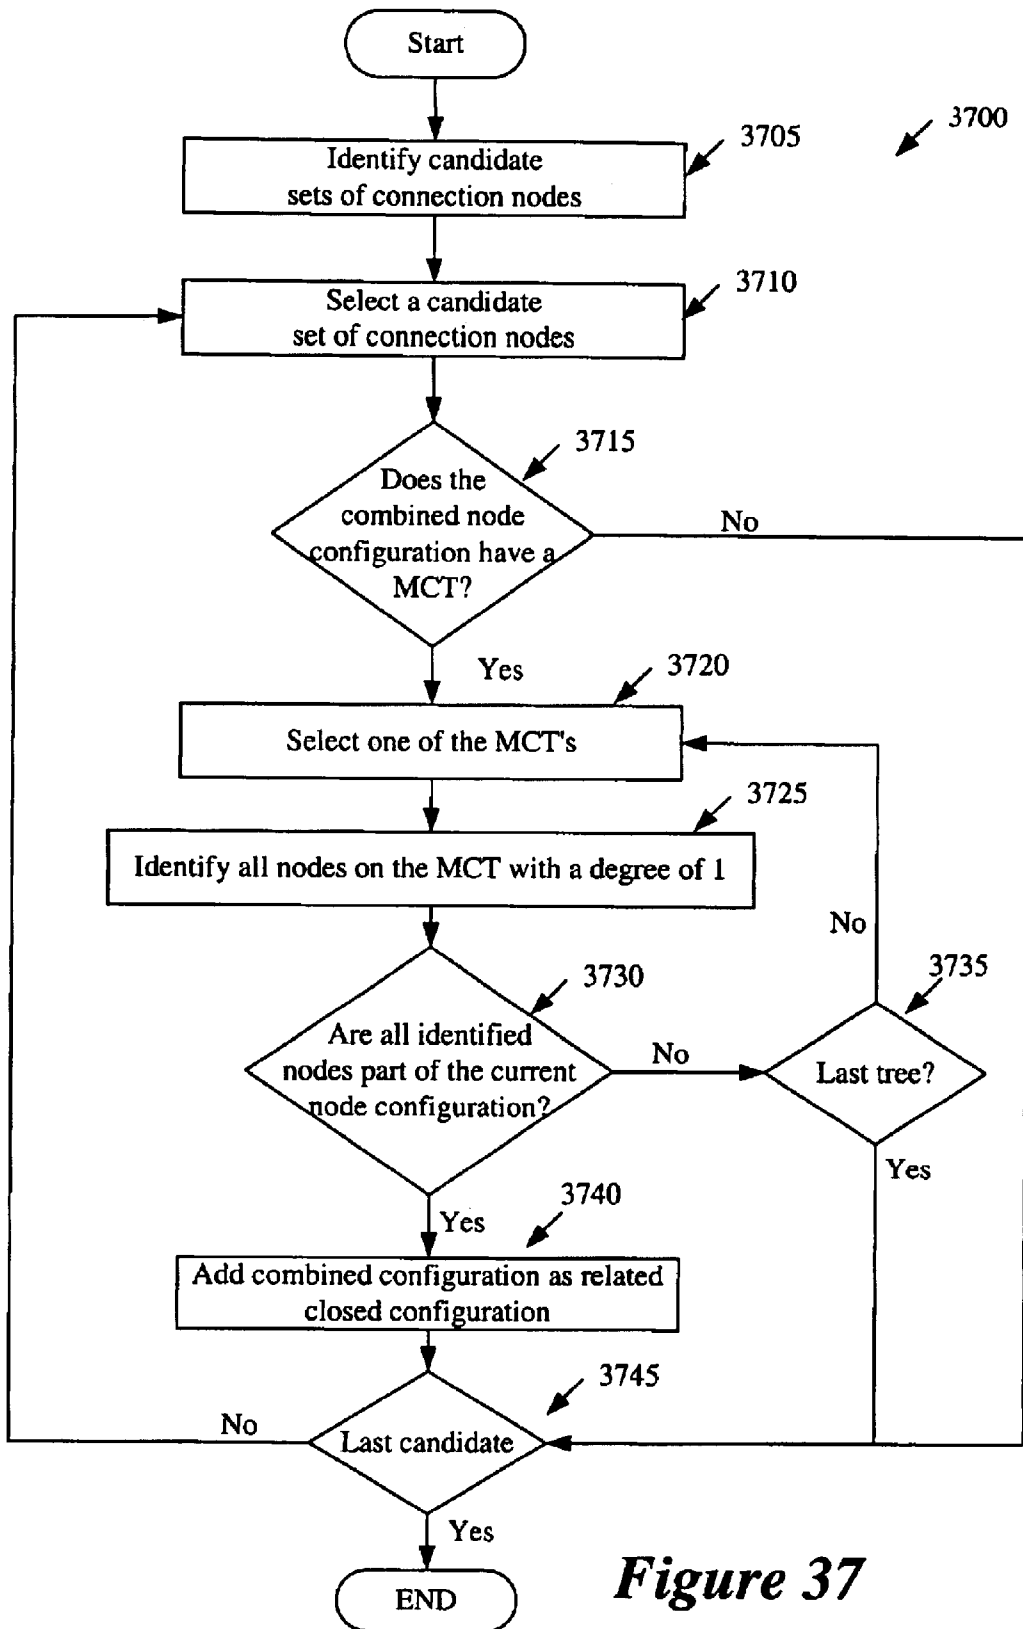 Start
3700
3705
Identify candidate
sets of connection nodes
3710
Select a candidate
set of connection nodes
3715
Does the
combined node
configuration have a
MCT?
No
Yes
3720
Select one of the MCT's
3725
Identify all nodes on the MCT with a degree of 1
No
3730
3735
Are all identified
nodes part of the current
node configuration?
No
Last tree?
Yes
3740
Yes
Add combined configuration as related
closed configuration
3745
No
Last candidate
Yes
END
Figure 37